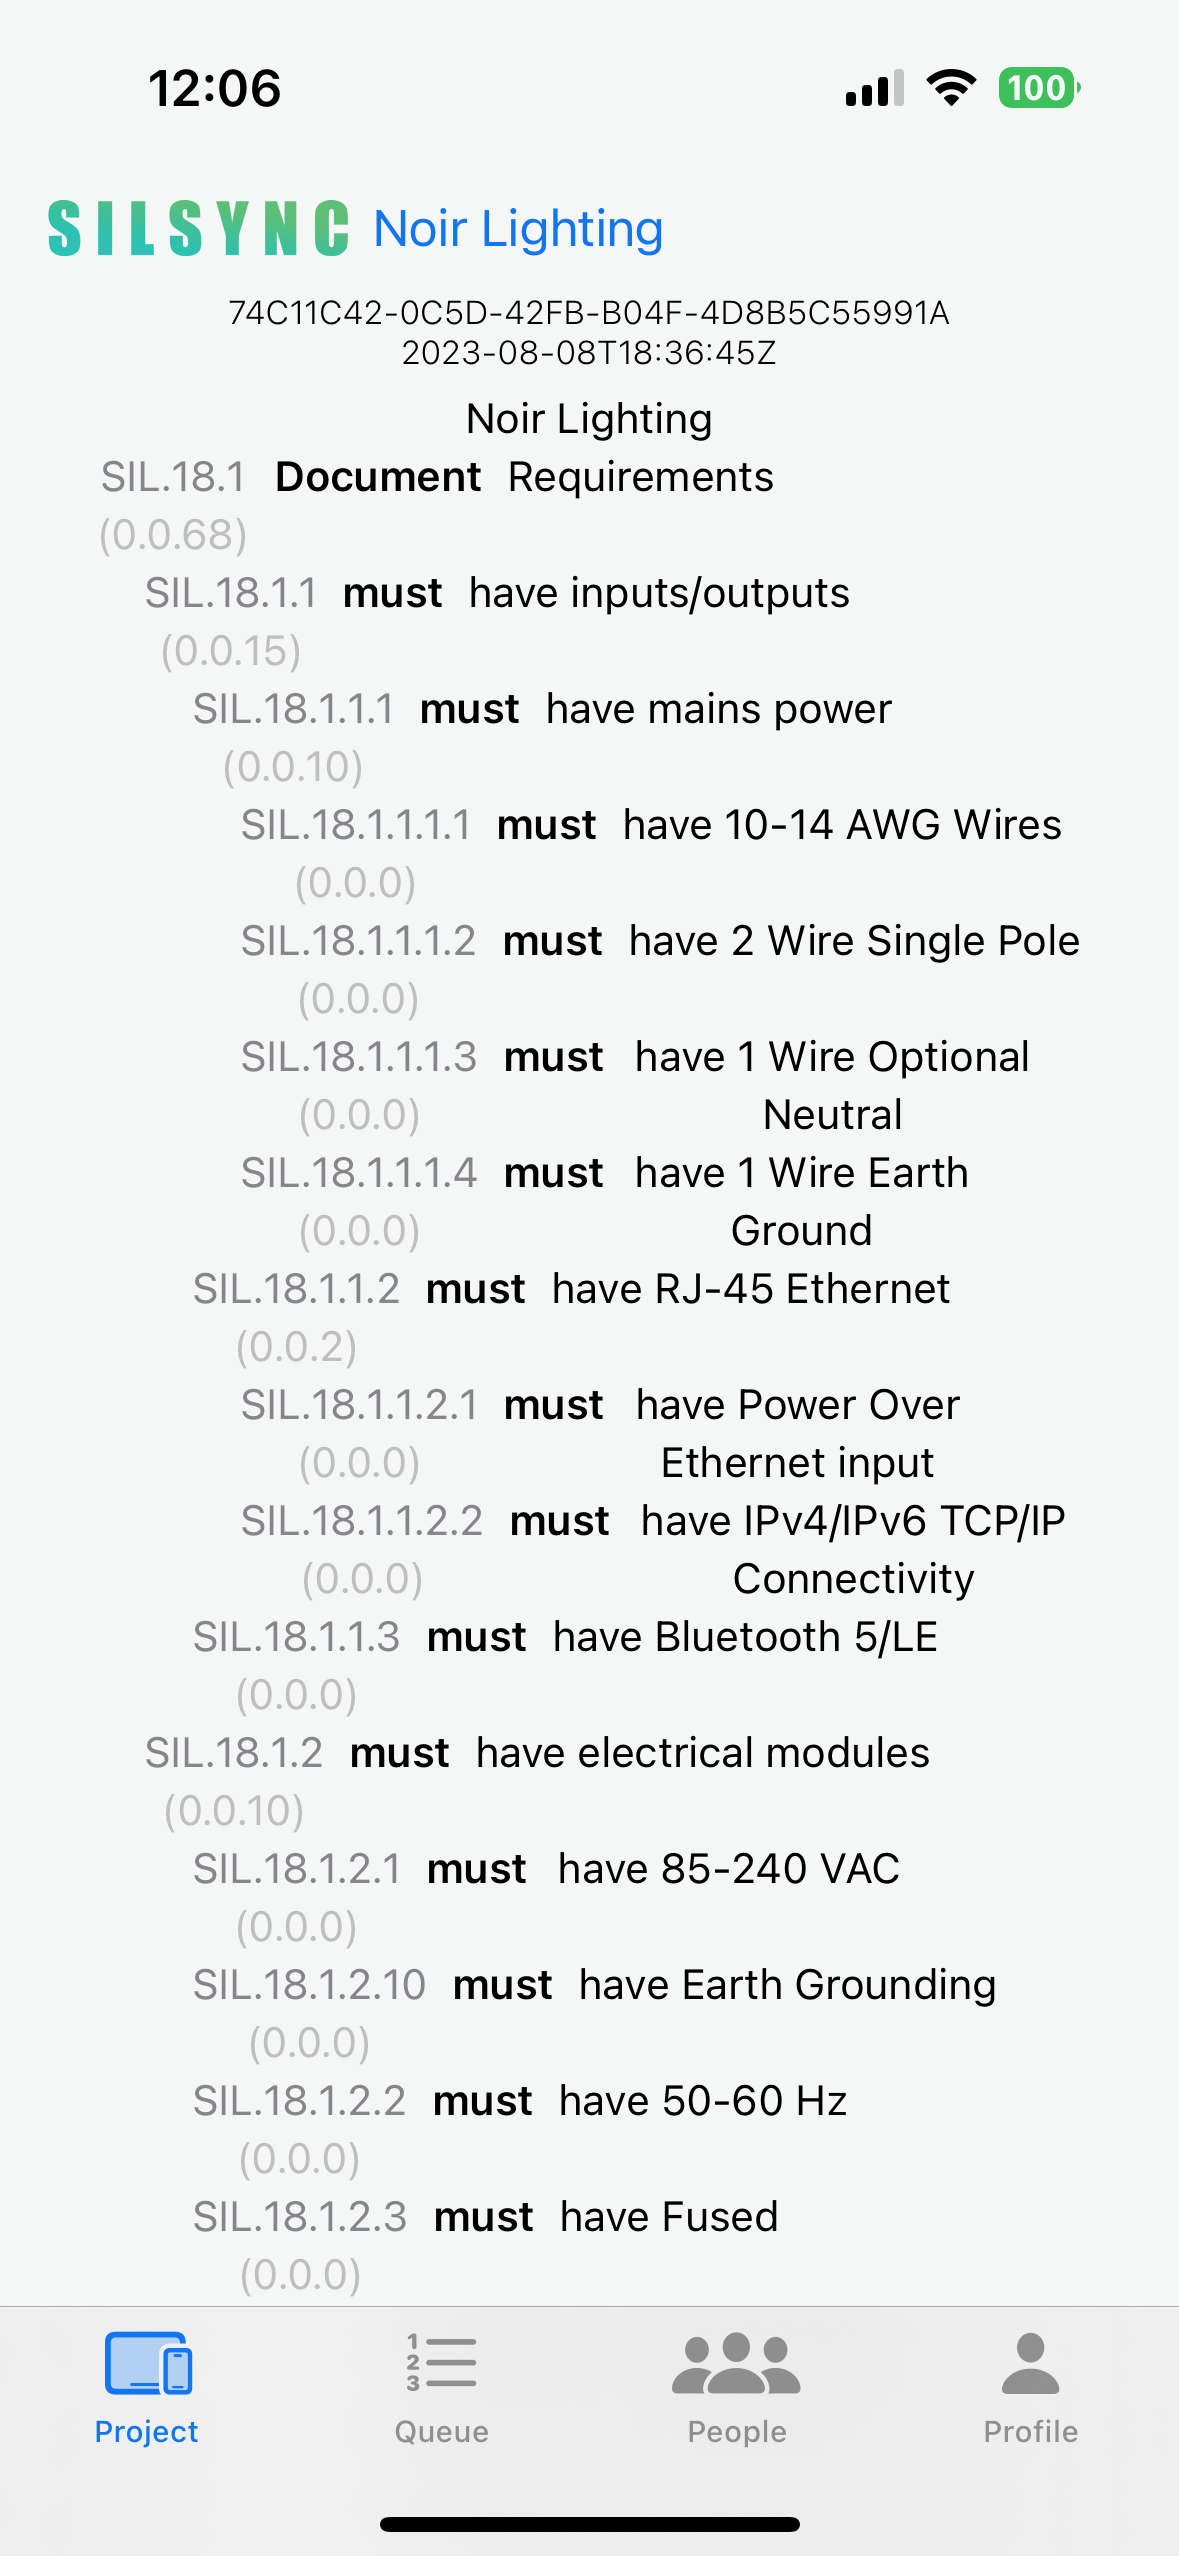 12:06
100
SILSYNC Noir Lighting
74C11C42-0C5D-42FB-B04F-4D8B5C55991A
2023-08-08T18:36:45Z
Noir Lighting
SIL.18.1 Document Requirements
(0.0.68)
SIL.18.1.1 must have inputs/outputs
(0.0.15)
SIL.18.1.1.1 must have mains power
(0.0.10)
SIL.18.1.1.1.1 must have 10-14 AWG Wires
(0.0.0)
SIL.18.1.1.1.2 must have 2 Wire Single Pole
(0.0.0)
SIL.18.1.1.1.3 must have 1 Wire Optional
(0.0.0) Neutral
SIL.18.1.1.1.4 must have 1 Wire Earth
(0.0.0) Ground
SIL.18.1.1.2 must have RJ-45 Ethernet
(0.0.2)
SIL.18.1.1.2.1 must have Power Over
(0.0.0) Ethernet input
SIL.18.1.1.2.2 must have IPv4/IPv6 TCP/IP
(0.0.0) Connectivity
SIL.18.1.1.3 must have Bluetooth 5/LE
(0.0.0)
SIL.18.1.2 must have electrical modules
(0.0.10)
SIL.18.1.2.1 must have 85-240 VAC
(0.0.0)
SIL.18.1.2.10 must have Earth Grounding
(0.0.0)
SIL.18.1.2.2 must have 50-60 Hz
(0.0.0)
SIL.18.1.2.3 must have Fused
(0.0.0)
1
2
3
Project Queue People Profile